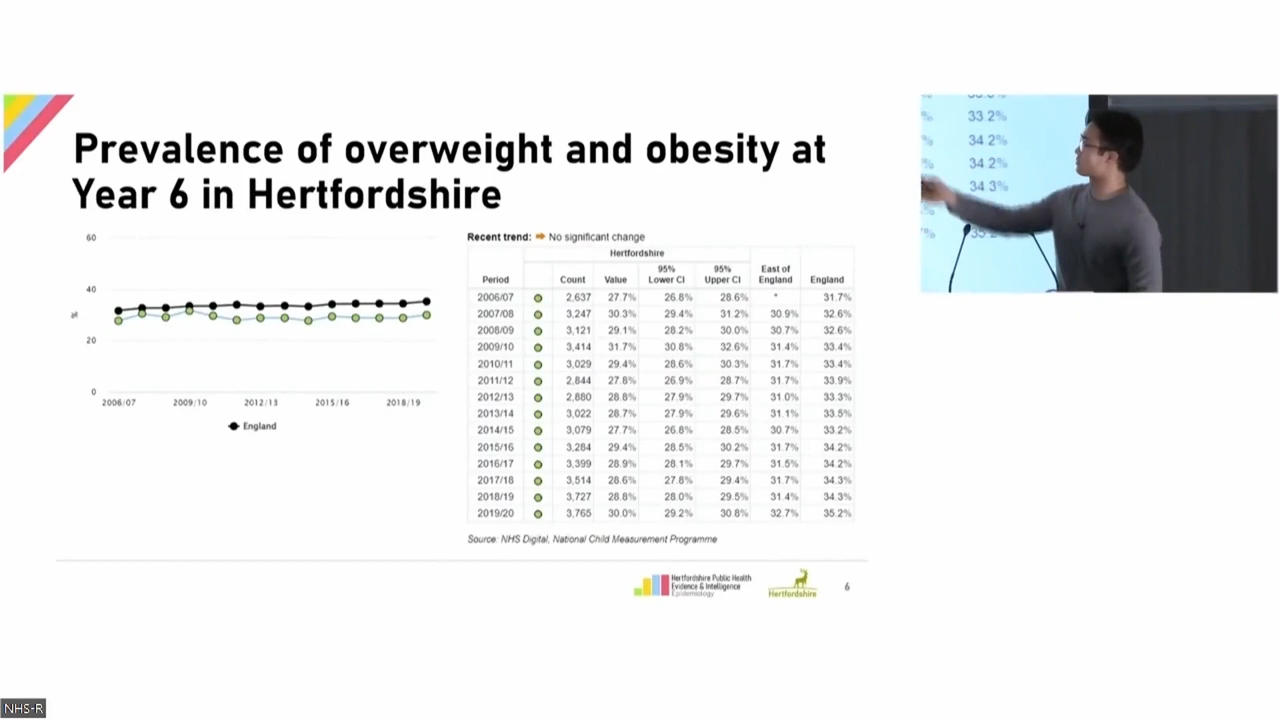 Prevalence of overweight and obesity at
Year 6 in Hertfordshire
60
40
%
20
0
2006/07 2009/10 2012/13 2015/16 2018/19
England
Recent trend: No significant change
Hertfordshire
Period Count Value 95% Lower CI 95% Upper CI East of England England
2006/07 2,637 27.7% 26.8% 28.6% * 31.7%
2007/08 3,247 30.3% 29.4% 31.2% 30.9% 32.6%
2008/09 3,121 29.1% 28.2% 30.0% 30.7% 32.6%
2009/10 3,414 31.7% 30.8% 32.6% 31.4% 33.4%
2010/11 3,029 29.4% 28.6% 30.3% 31.7% 33.4%
2011/12 2,844 27.8% 26.9% 28.7% 31.7% 33.9%
2012/13 2,880 28.8% 27.9% 29.7% 31.0% 33.3%
2013/14 3,022 28.7% 27.9% 29.6% 31.1% 33.5%
2014/15 3,079 27.7% 26.8% 28.5% 30.7% 33.2%
2015/16 3,284 29.4% 28.5% 30.2% 31.7% 34.2%
2016/17 3,399 28.9% 28.1% 29.7% 31.5% 34.2%
2017/18 3,514 28.6% 27.8% 29.4% 31.7% 34.3%
2018/19 3,727 28.8% 28.0% 29.5% 31.4% 34.3%
2019/20 3,765 30.0% 29.2% 30.8% 32.7% 35.2%
Source: NHS Digital, National Child Measurement Programme
Hertfordshire Public Health
Evidence & Intelligence
Epidemiology
Hertfordshire
6
33.2%
34.2%
34.2%
34.3%
NHS-R